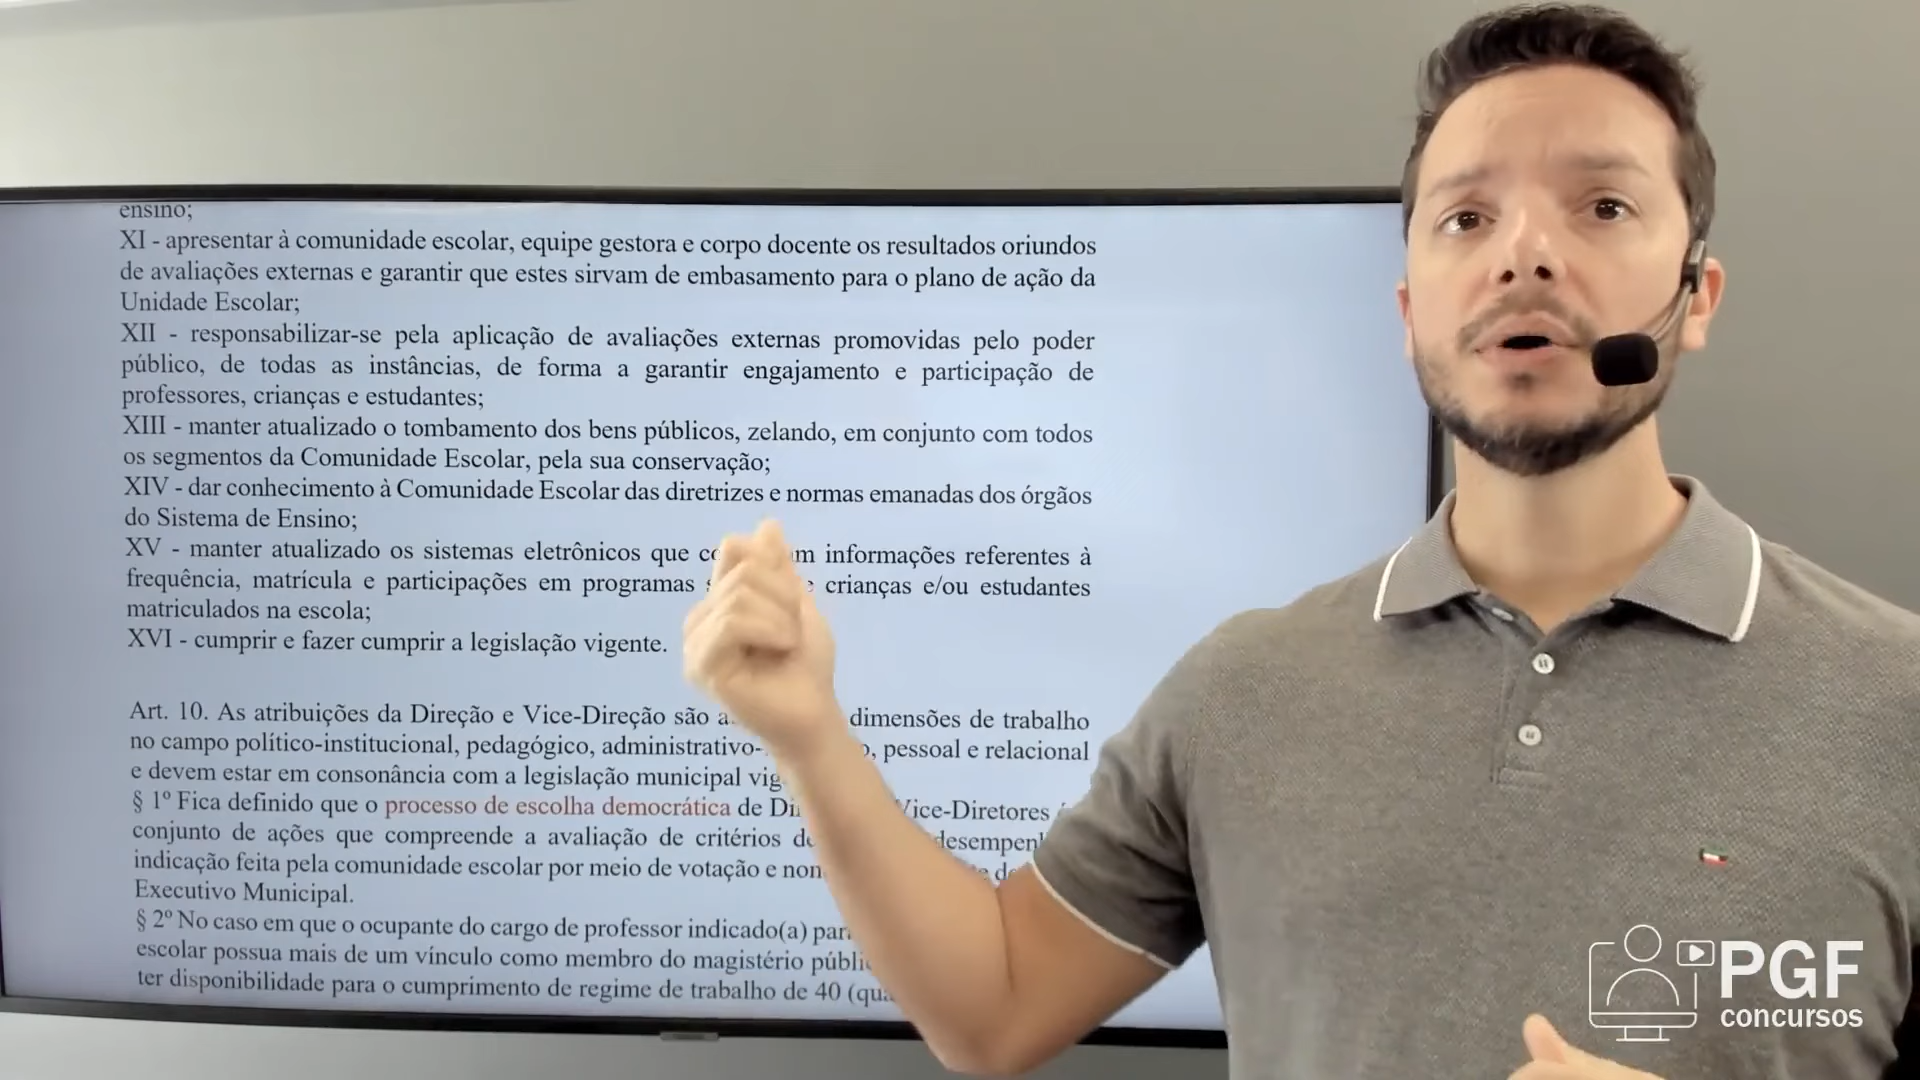 ensino;
XI - apresentar à comunidade escolar, equipe gestora e corpo docente os resultados oriundos
de avaliações externas e garantir que estes sirvam de embasamento para o plano de ação da
Unidade Escolar;
XII - responsabilizar-se pela aplicação de avaliações externas promovidas pelo poder
público, de todas as instâncias, de forma a garantir engajamento e participação de
professores, crianças e estudantes;
XIII - manter atualizado o tombamento dos bens públicos, zelando, em conjunto com todos
os segmentos da Comunidade Escolar, pela sua conservação;
XIV - dar conhecimento à Comunidade Escolar das diretrizes e normas emanadas dos órgãos
do Sistema de Ensino;
XV - manter atualizado os sistemas eletrônicos que informações referentes à
frequência, matrícula e participações em programas crianças e/ou estudantes
matriculados na escola;
XVI - cumprir e fazer cumprir a legislação vigente.
Art. 10. As atribuições da Direção e Vice-Direção são dimensões de trabalho
no campo político-institucional, pedagógico, administrativo- pessoal e relacional
e devem estar em consonância com a legislação municipal
§ 1º Fica definido que o processo de escolha democrática de Vice-Diretores
conjunto de ações que compreende a avaliação de critérios
indicação feita pela comunidade escolar por meio de votação e
Executivo Municipal.
§ 2º No caso em que o ocupante do cargo de professor indicado(a)
escolar possua mais de um vínculo como membro do magistério
ter disponibilidade para o cumprimento de regime de trabalho de 40
PGF
concursos